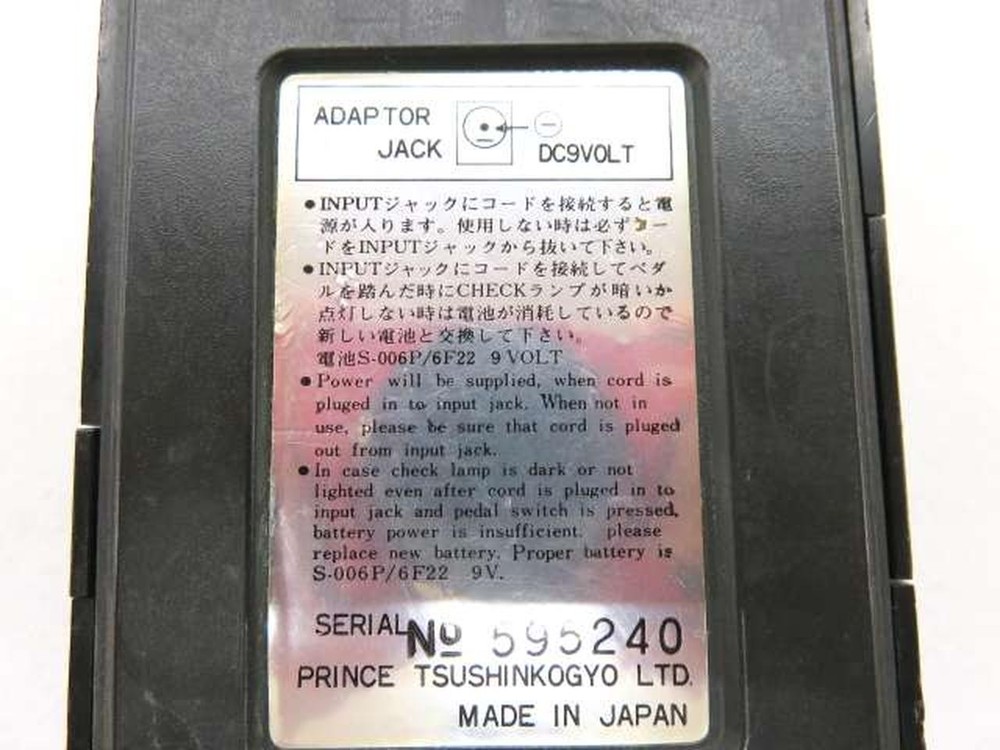 ADAPTOR
JACK
DC9VOLT
●INPUTジャックにコードを接続すると電
源が入ります。使用しない時は必ずコー
ドをINPUTジャックから抜いて下さい。
●INPUTジャックにコードを接続してペダ
ルを踏んだ時にCHECKランプが暗いか
点灯しない時は電池が消耗しているので
新しい電池と交換して下さい。
電池S-006P/6F22 9VOLT
●Power will be supplied, when cord is
pluged in to input jack. When not in
use, please be sure that cord is pluged
out from input jack.
●In case check lamp is dark or not
lighted even after cord is pluged in to
input jack and pedal switch is pressed,
battery power is insufficient. please
replace new battery. Proper battery is
S-006P/6F22 9V.
SERIAL No 595240
PRINCE TSUSHINKOGYO LTD.
MADE IN JAPAN